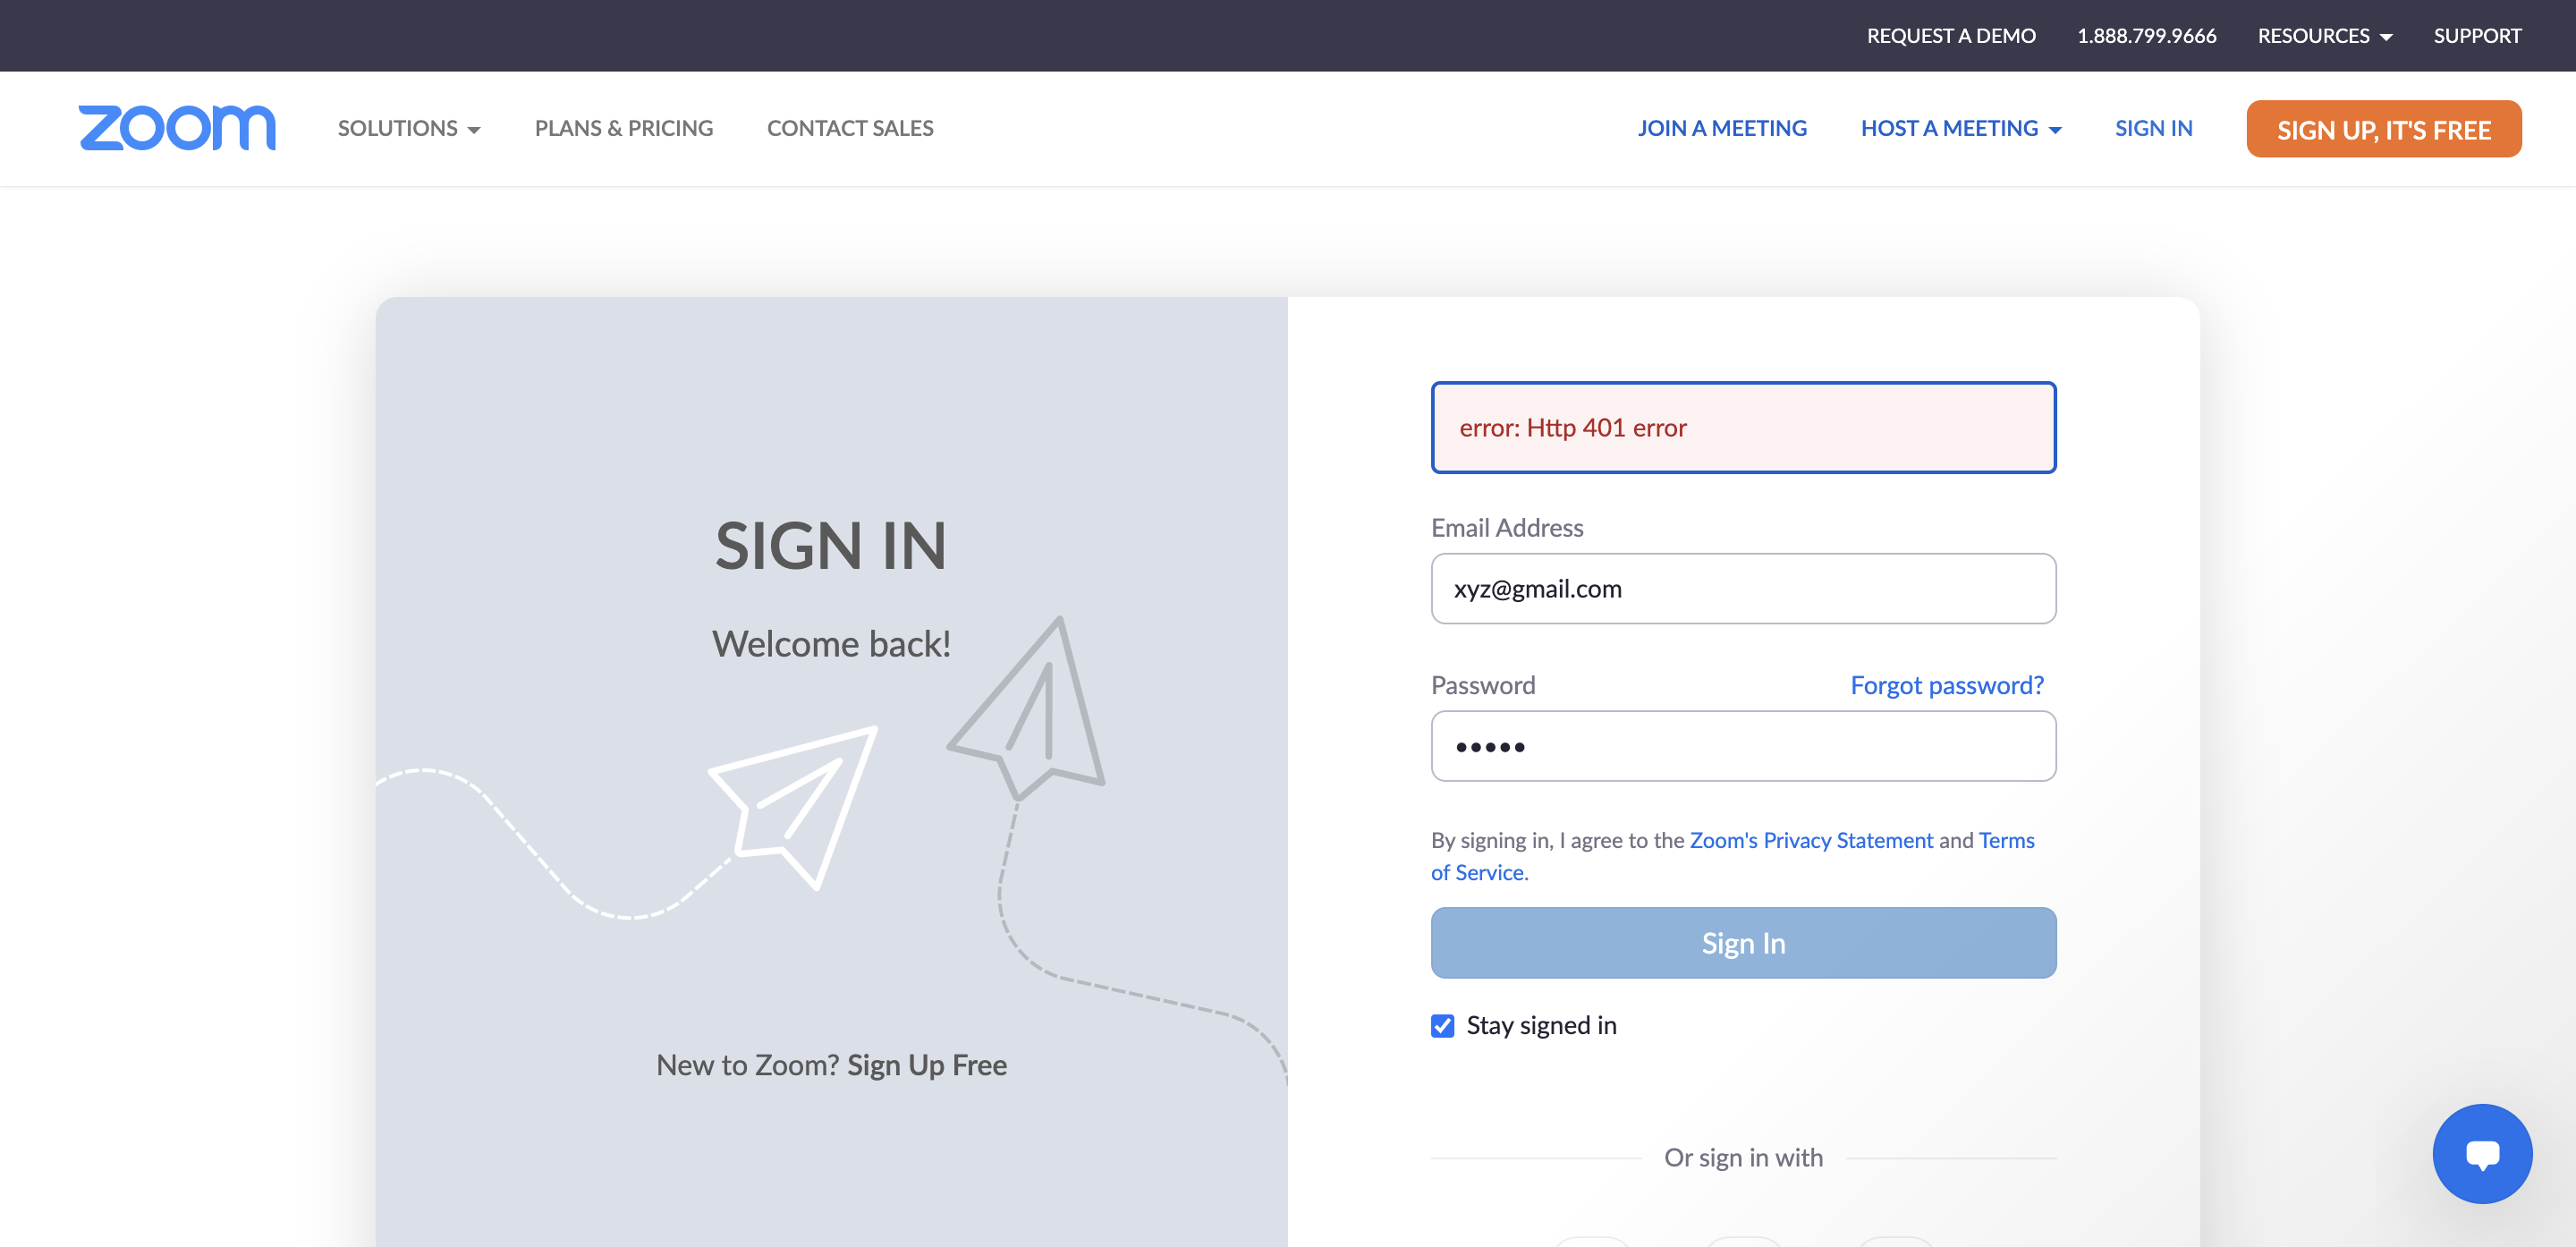 REQUEST A DEMO 1.888.799.9666 RESOURCES SUPPORT
zoom SOLUTIONS PLANS & PRICING CONTACT SALES JOIN A MEETING HOST A MEETING SIGN IN SIGN UP, IT'S FREE
SIGN IN
Welcome back!
New to Zoom? Sign Up Free
error: Http 401 error
Email Address
xyz@gmail.com
Password Forgot password?
•••••
By signing in, I agree to the Zoom's Privacy Statement and Terms
of Service.
Sign In
Stay signed in
Or sign in with